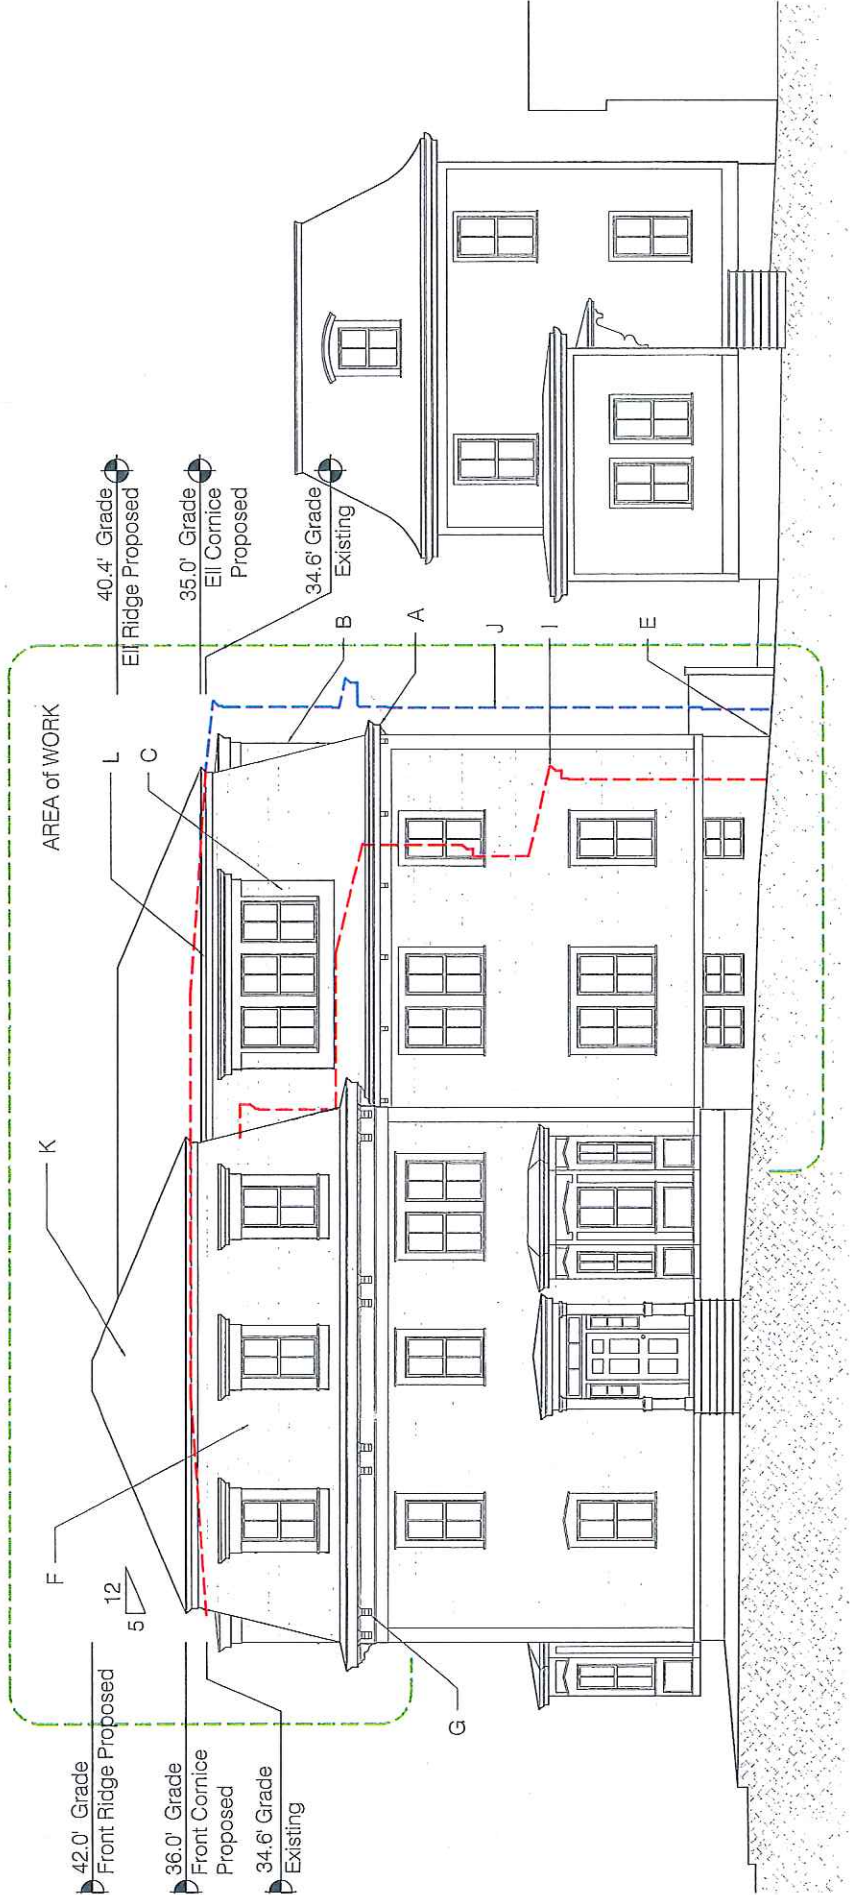 42.0' Grade
Front Ridge Proposed
36.0' Grade
Front Cornice
Proposed
34.6' Grade
Existing
12
5
F
K
G
AREA of WORK
L
C
40.4' Grade
Ell Ridge Proposed
35.0' Grade
Ell Cornice
Proposed
34.6' Grade
Existing
B
A
J
I
E